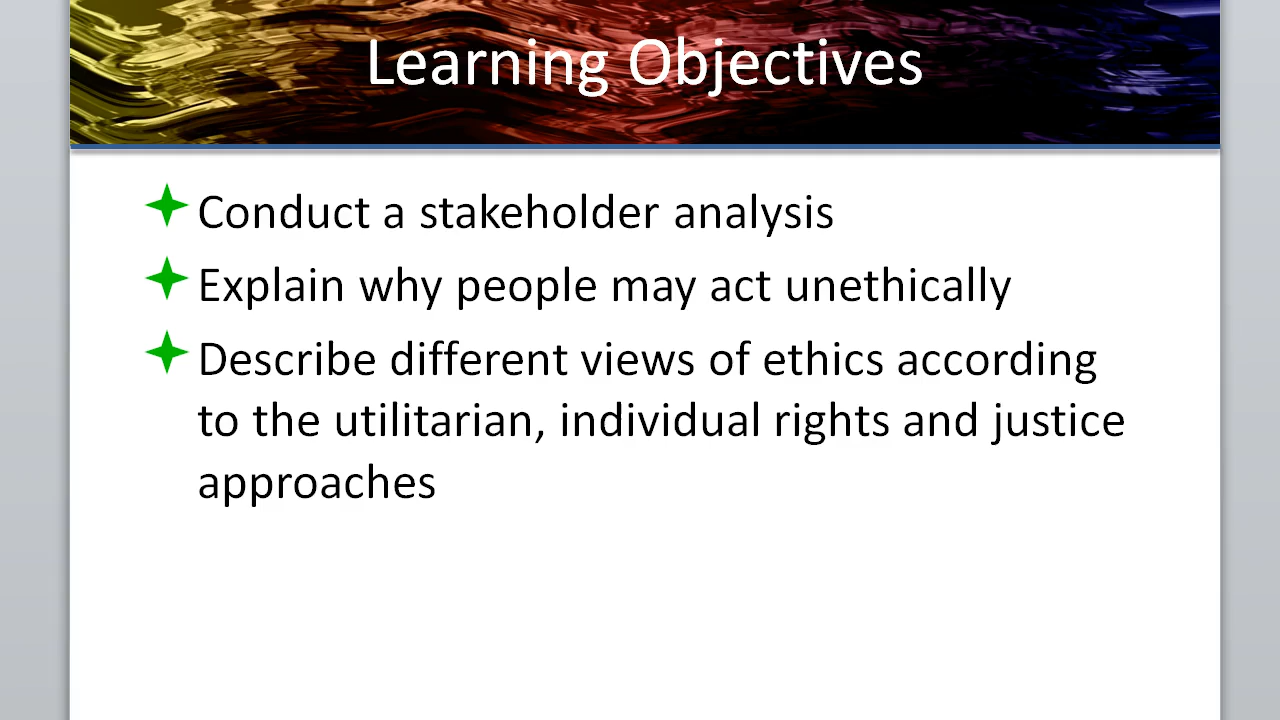 Learning Objectives
Conduct a stakeholder analysis
Explain why people may act unethically
Describe different views of ethics according
to the utilitarian, individual rights and justice
approaches